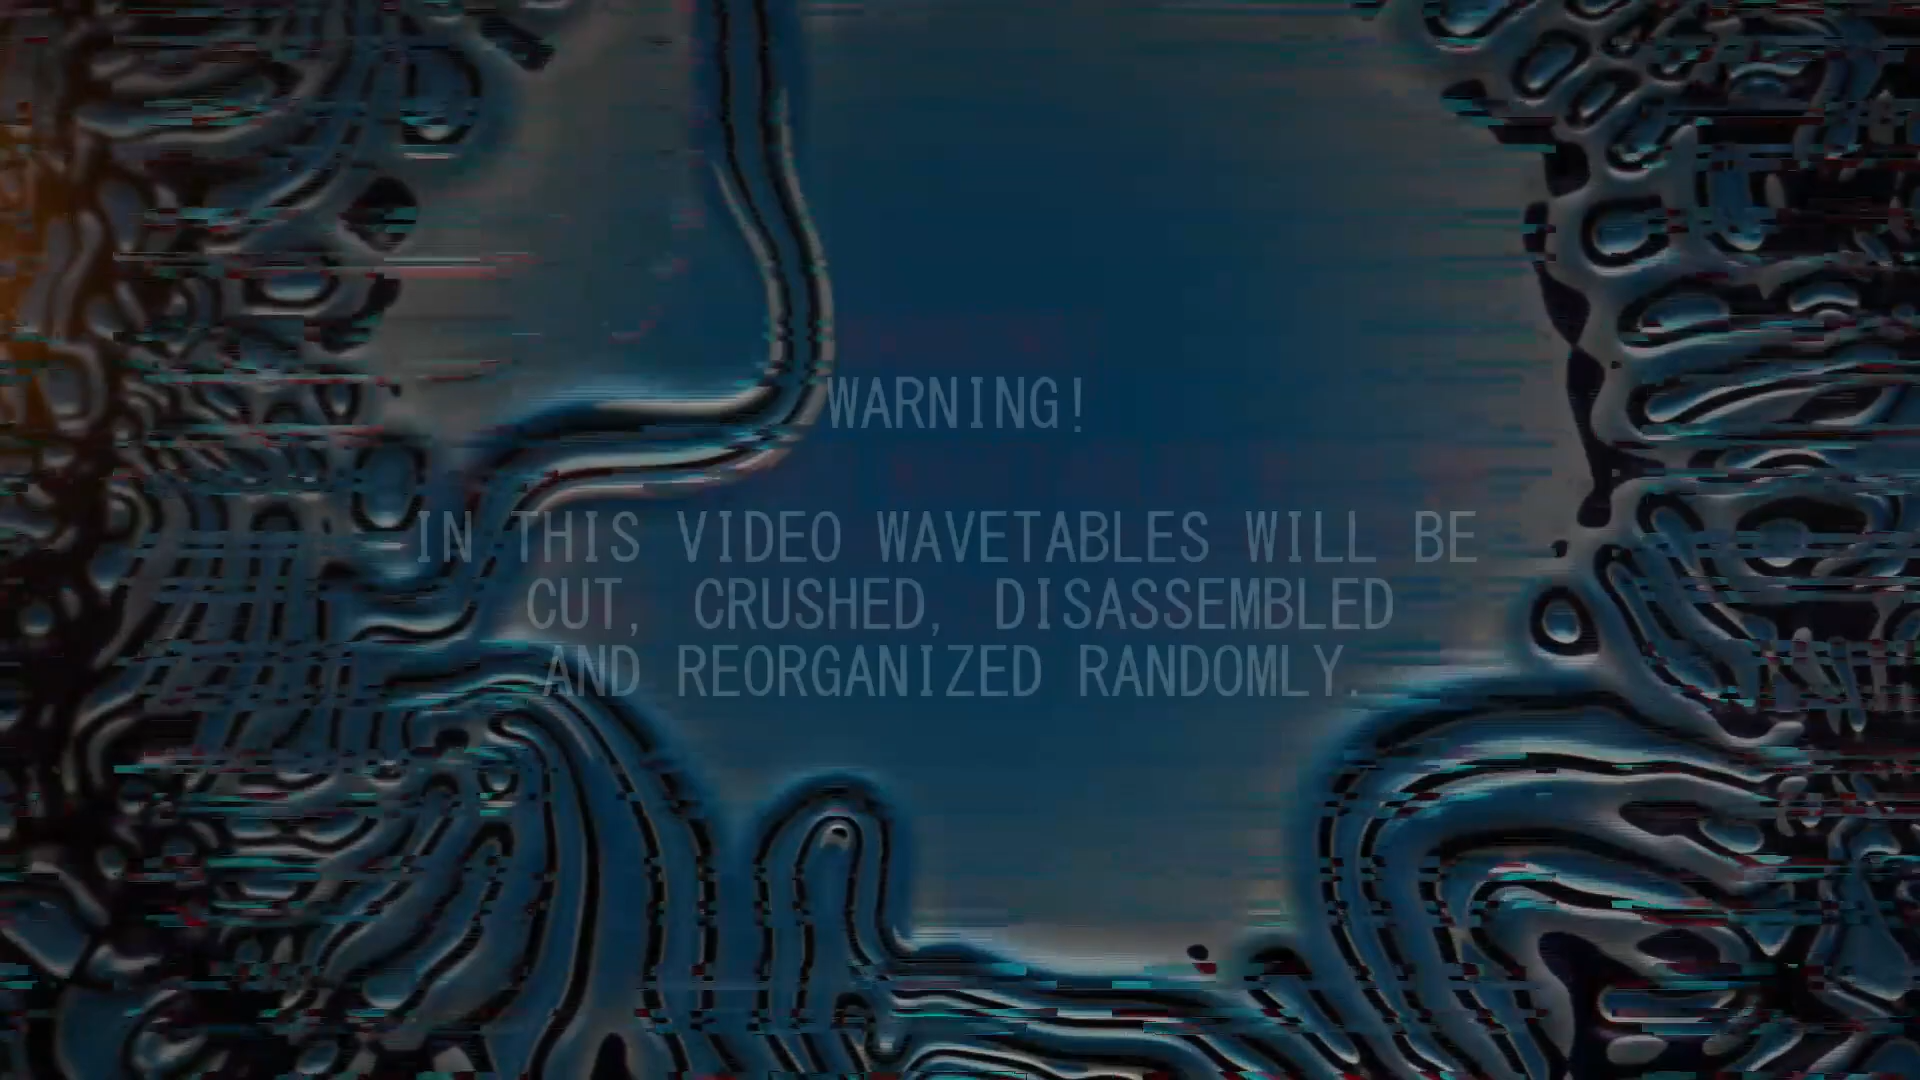 WARNING!
IN THIS VIDEO WAVETABLES WILL BE
CUT, CRUSHED, DISASSEMBLED
AND REORGANIZED RANDOMLY.